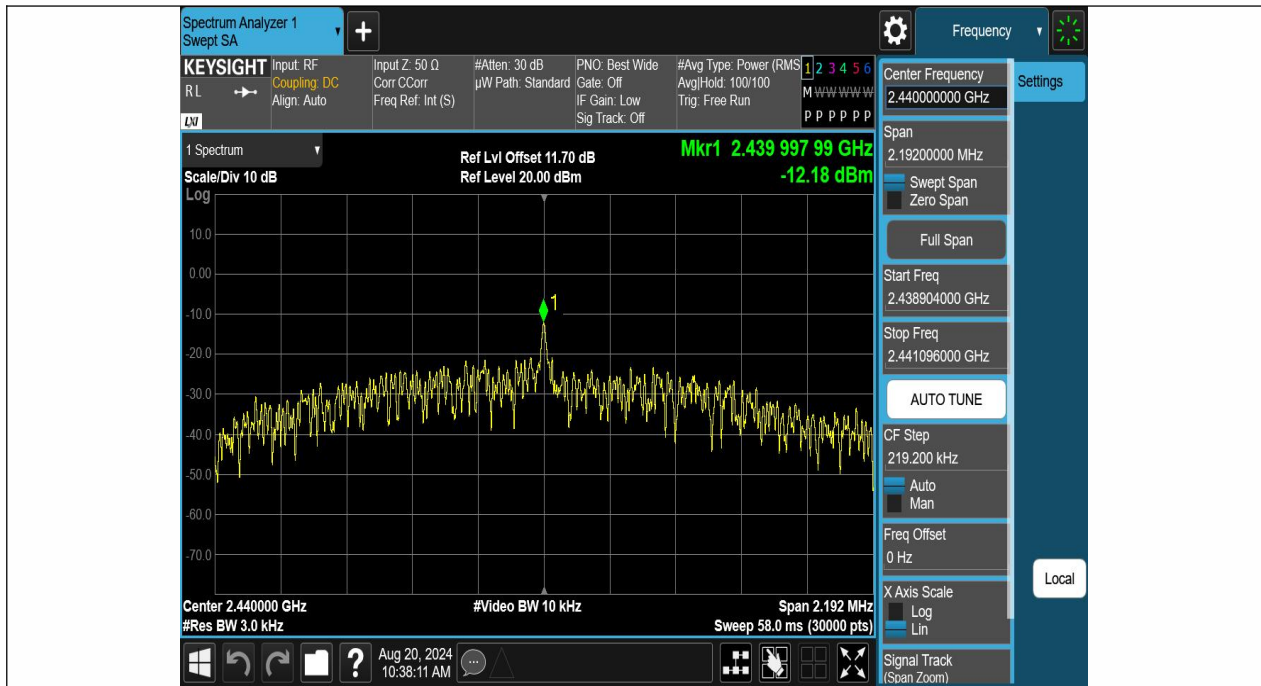 Spectrum Analyzer 1
Swept SA
+
Frequency
KEYSIGHT
RL
LXI
Input: RF
Coupling: DC
Align: Auto
Input Z: 50 Ω
Corr CCorr
Freq Ref: Int (S)
#Atten: 30 dB
µW Path: Standard
PNO: Best Wide
Gate: Off
IF Gain: Low
Sig Track: Off
#Avg Type: Power (RMS
Avg|Hold: 100/100
Trig: Free Run
1 2 3 4 5 6
M W W W W W
P P P P P P
1 Spectrum
Scale/Div 10 dB
Log
Ref Lvl Offset 11.70 dB
Ref Level 20.00 dBm
Mkr1 2.439 997 99 GHz
-12.18 dBm
10.0
0.00
-10.0
-20.0
-30.0
-40.0
-50.0
-60.0
-70.0
1
Center 2.440000 GHz
#Res BW 3.0 kHz
#Video BW 10 kHz
Span 2.192 MHz
Sweep 58.0 ms (30000 pts)
Center Frequency
2.440000000 GHz
Settings
Span
2.19200000 MHz
Swept Span
Zero Span
Full Span
Start Freq
2.438904000 GHz
Stop Freq
2.441096000 GHz
AUTO TUNE
CF Step
219.200 kHz
Auto
Man
Freq Offset
0 Hz
Local
X Axis Scale
Log
Lin
Signal Track
(Span Zoom)
?
Aug 20, 2024
10:38:11 AM